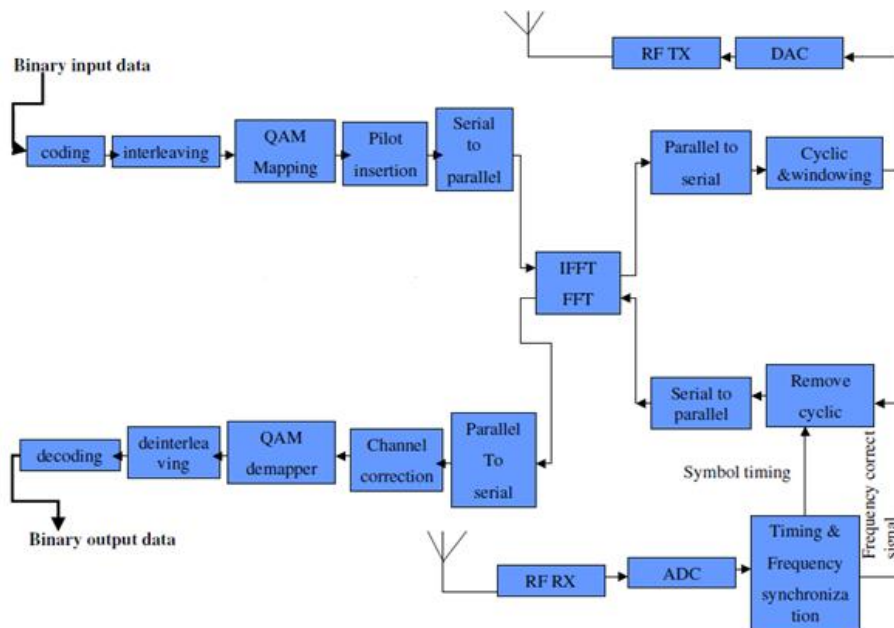 Binary input data
coding
interleaving
QAM
Mapping
Pilot
insertion
Serial
to
parallel
IFFT
FFT
Parallel to
serial
Cyclic
&windowing
DAC
RF TX
RF RX
ADC
Timing &
Frequency
synchroniza
tion
Symbol timing
Frequency correct
signal
Remove
cyclic
Serial to
parallel
Parallel
To
serial
Channel
correction
QAM
demapper
deinterlea
ving
decoding
Binary output data